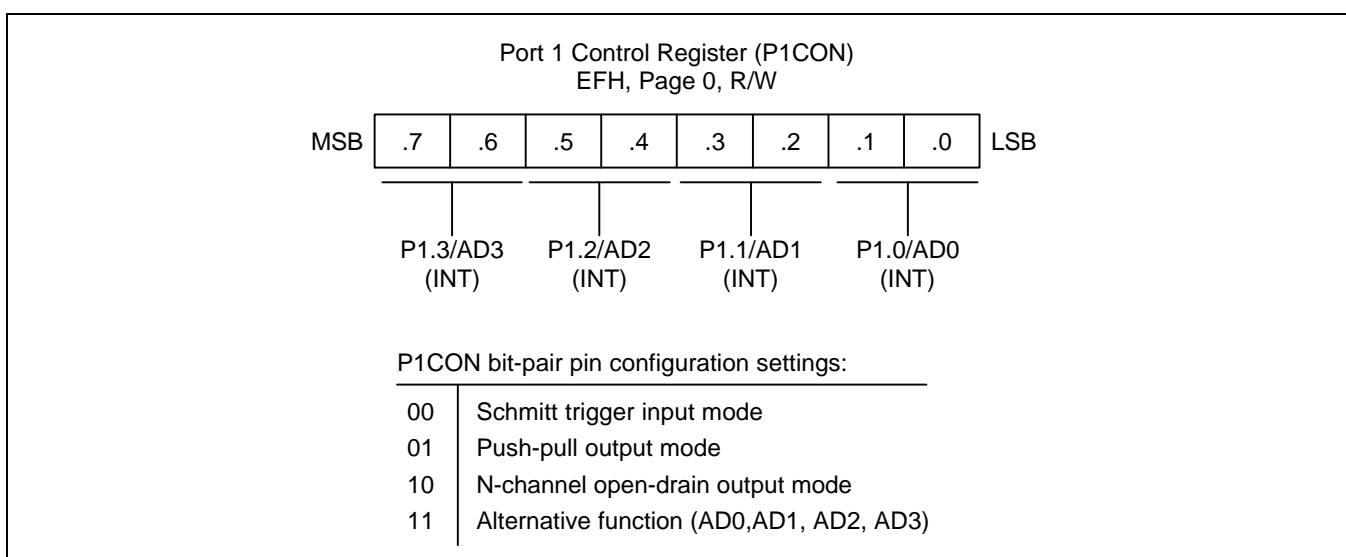 Port 1 Control Register (P1CON)
EFH, Page 0, R/W
MSB .7 .6 .5 .4 .3 .2 .1 .0 LSB
P1.3/AD3 P1.2/AD2 P1.1/AD1 P1.0/AD0
(INT) (INT) (INT) (INT)
P1CON bit-pair pin configuration settings:
00 Schmitt trigger input mode
01 Push-pull output mode
10 N-channel open-drain output mode
11 Alternative function (AD0,AD1, AD2, AD3)